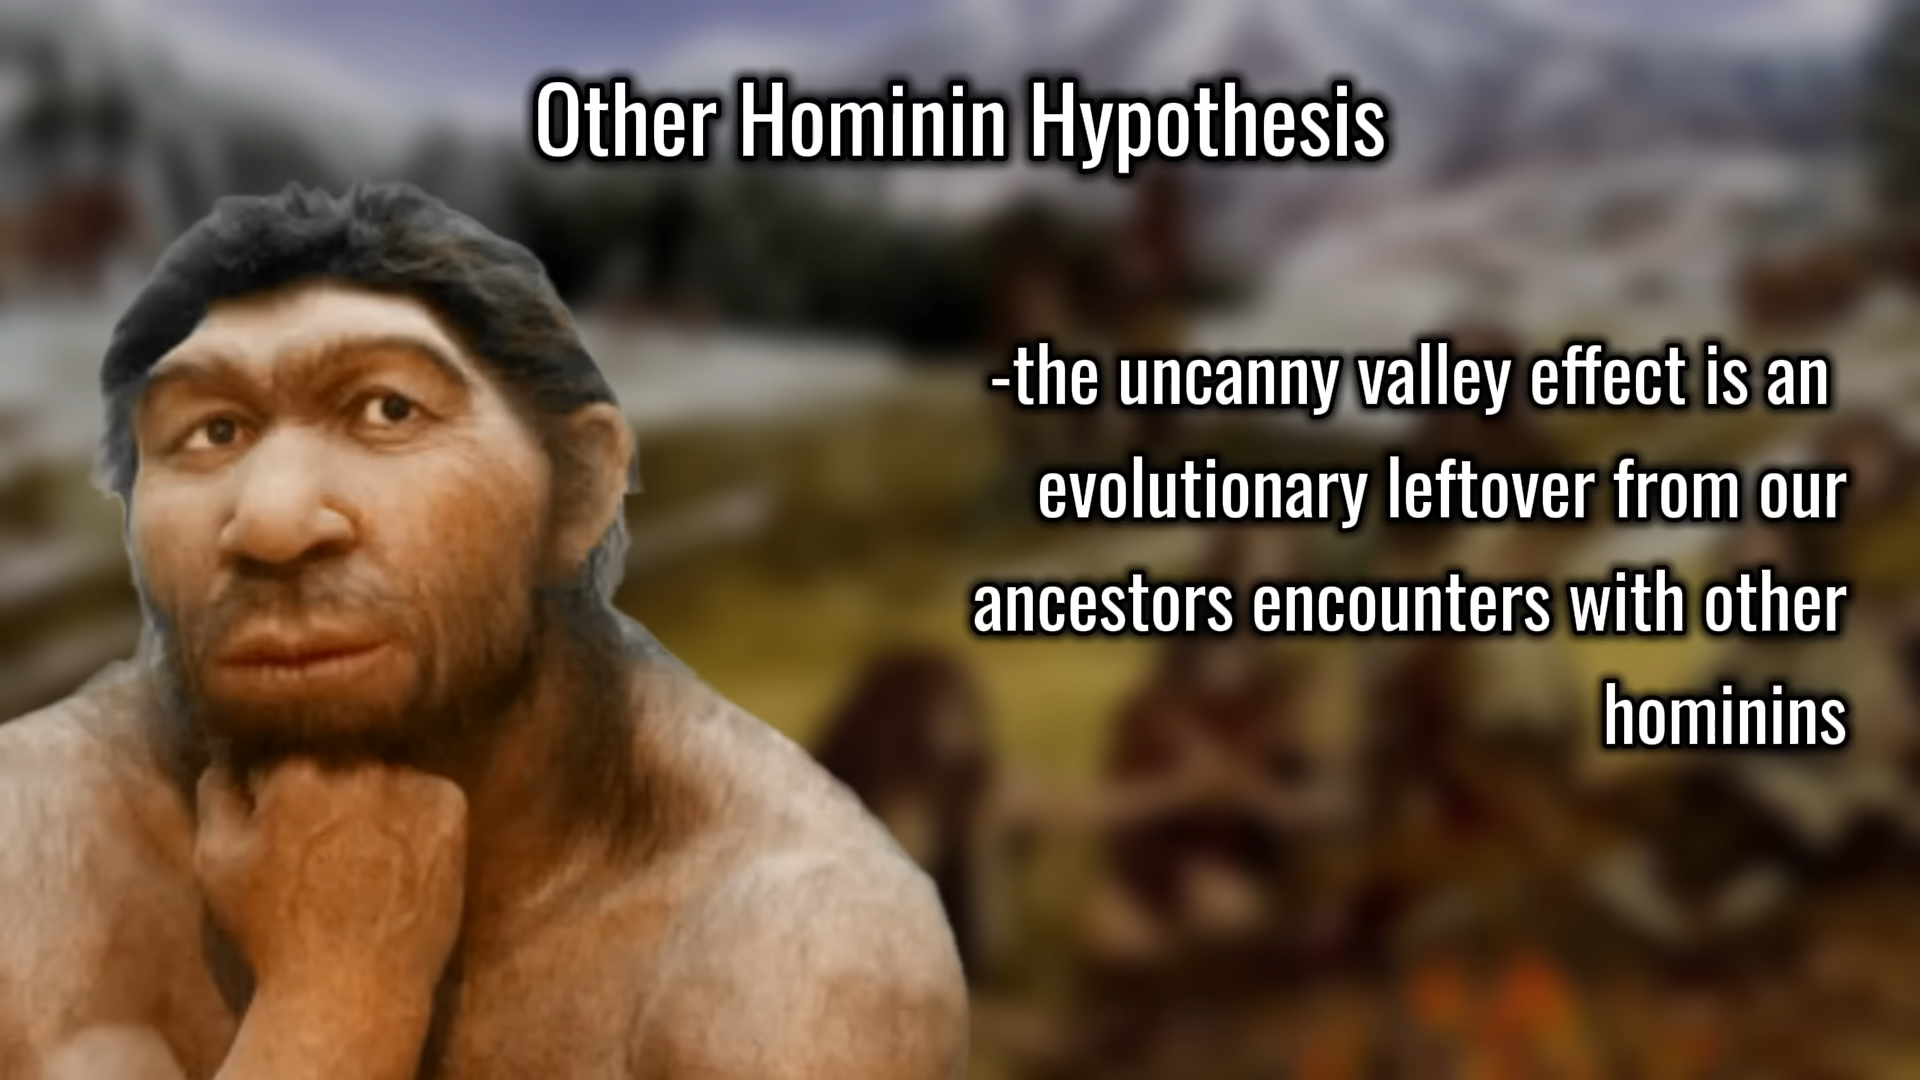 Other Hominin Hypothesis
-the uncanny valley effect is an
evolutionary leftover from our
ancestors encounters with other
hominins